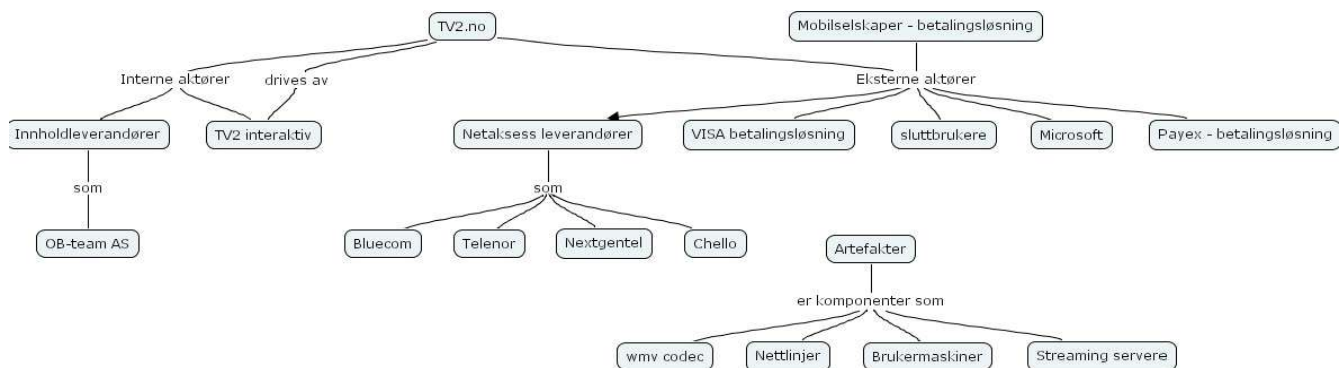 TV2.no
Mobilselskaper - betalingsløsning
Interne aktører
drives av
Eksterne aktører
Innholdleverandører
TV2 interaktiv
Netaksess leverandører
VISA betalingsløsning
sluttbrukere
Microsoft
Payex - betalingsløsning
som
som
OB-team AS
Bluecom
Telenor
Nextgentel
Chello
Artefakter
er komponenter som
wmv codec
Nettlinjer
Brukermaskiner
Streaming servere